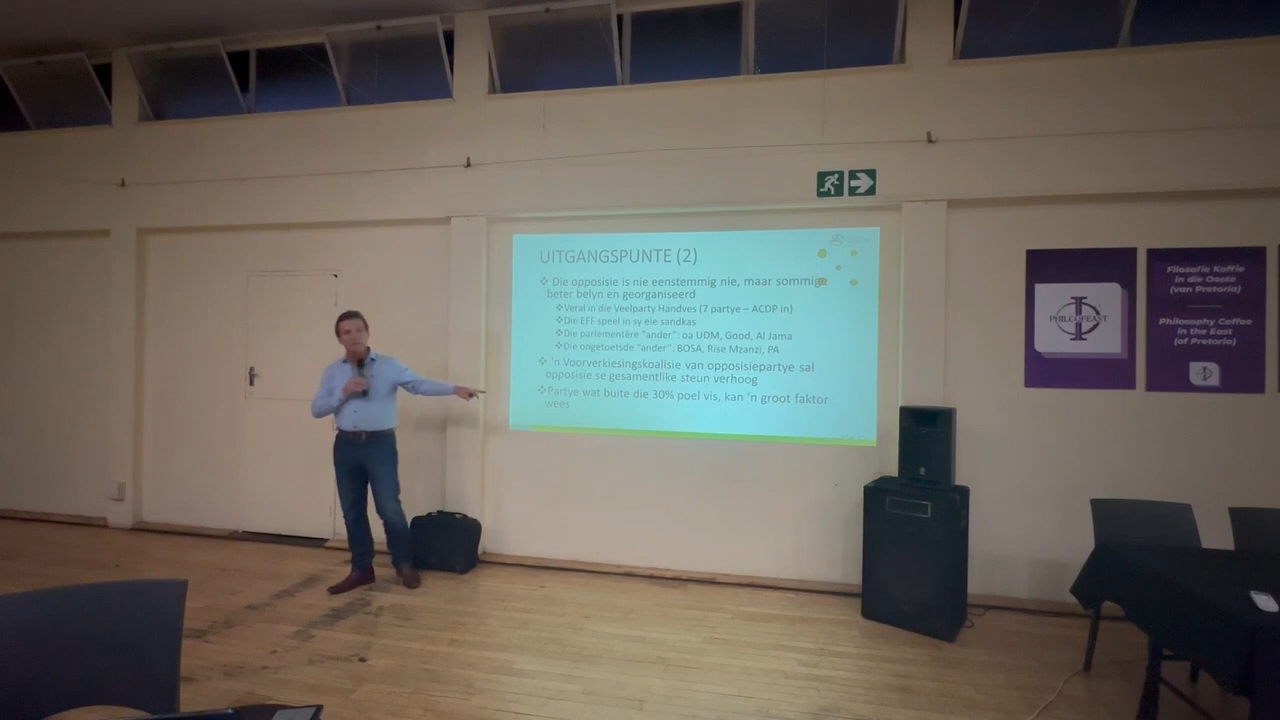 UITGANGSPUNTE (2)
❖ Die opposisie is nie eenstemmig nie, maar sommige
beter belyn en georganiseerd
❖Veral in die Veelparty Handves (7 partye – ACDP in)
❖Die EFF speel in sy eie sandkas
❖Die parlementêre "ander": oa UDM, Good, Al Jama
❖Die ongetoetsde "ander": BOSA, Rise Mzanzi, PA
❖ 'n Voorverkiesingskoalisie van opposisiepartye sal
opposisie se gesamentlike steun verhoog
❖Partye wat buite die 30% poel vis, kan 'n groot faktor
wees
PHILCOFEAST
Filosofie Koffie
in die Ooste
(van Pretoria)
Philosophy Coffee
in the East
(of Pretoria)